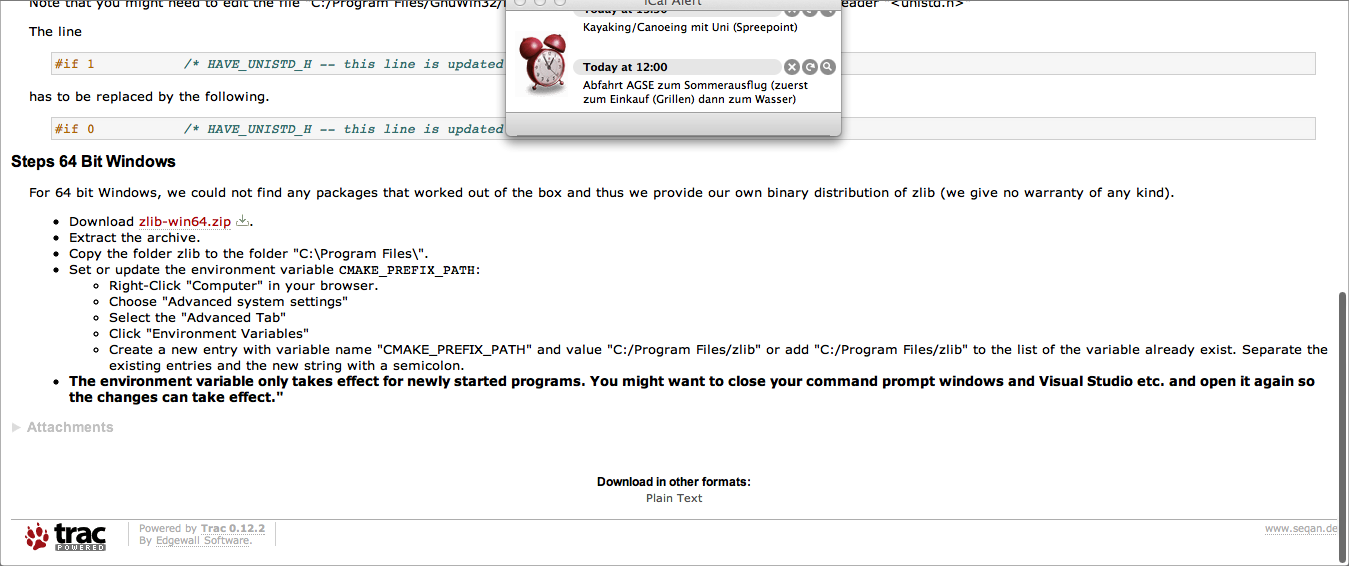 Note that you might need to edit the file "C:/Program Files/GnuWin32/
eader "<unistd.h>"
iCal Alert
Today at 15:30
Kayaking/Canoeing mit Uni (Spreepoint)
Today at 12:00
Abfahrt AGSE zum Sommerausflug (zuerst
zum Einkauf (Grillen) dann zum Wasser)
The line
#if 1 /* HAVE_UNISTD_H -- this line is updated
has to be replaced by the following.
#if 0 /* HAVE_UNISTD_H -- this line is updated
Steps 64 Bit Windows
For 64 bit Windows, we could not find any packages that worked out of the box and thus we provide our own binary distribution of zlib (we give no warranty of any kind).
Download zlib-win64.zip .
Extract the archive.
Copy the folder zlib to the folder "C:\Program Files\".
Set or update the environment variable CMAKE_PREFIX_PATH:
Right-Click "Computer" in your browser.
Choose "Advanced system settings"
Select the "Advanced Tab"
Click "Environment Variables"
Create a new entry with variable name "CMAKE_PREFIX_PATH" and value "C:/Program Files/zlib" or add "C:/Program Files/zlib" to the list of the variable already exist. Separate the
existing entries and the new string with a semicolon.
The environment variable only takes effect for newly started programs. You might want to close your command prompt windows and Visual Studio etc. and open it again so
the changes can take effect."
Attachments
Download in other formats:
Plain Text
trac
POWERED
Powered by Trac 0.12.2
By Edgewall Software.
www.seqan.de